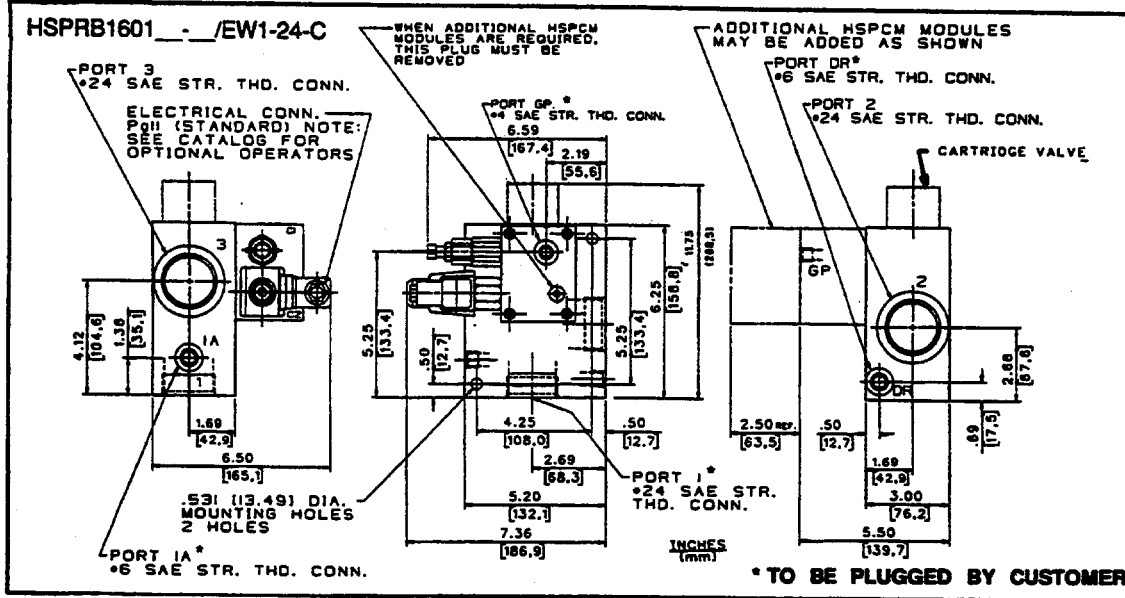 HSPRB1601__-__/EW1-24-C
WHEN ADDITIONAL HSPCM
MODULES ARE REQUIRED,
THIS PLUG MUST BE
REMOVED
ADDITIONAL HSPCM MODULES
MAY BE ADDED AS SHOWN
PORT 3
#24 SAE STR. THD. CONN.
ELECTRICAL CONN.
Pg11 (STANDARD) NOTE:
SEE CATALOG FOR
OPTIONAL OPERATORS
PORT GP *
#4 SAE STR. THD. CONN.
PORT DR*
#6 SAE STR. THD. CONN.
PORT 2
#24 SAE STR. THD. CONN.
CARTRIDGE VALVE
6.59
[167,4]
2.19
[55,6]
3
4.12
[104,6]
1.38
[35,1]
1A
1
1.69
[42,9]
6.50
[165,1]
5.25
[133,4]
.50
[12,7]
5.25
[133,4]
6.25
[158,8]
11.75
4.25
[108,0]
.50
[12,7]
2.69
[68,3]
5.20
[132,1]
7.36
[186,9]
GP
2
DR
2.68
.69
[17,5]
2.50 REF.
[63,5]
.50
[12,7]
1.69
[42,9]
3.00
[76,2]
5.50
[139,7]
.531 (13.49) DIA.
MOUNTING HOLES
2 HOLES
PORT 1*
#24 SAE STR.
THD. CONN.
PORT 1A*
#6 SAE STR. THD. CONN.
INCHES
(mm)
* TO BE PLUGGED BY CUSTOMER